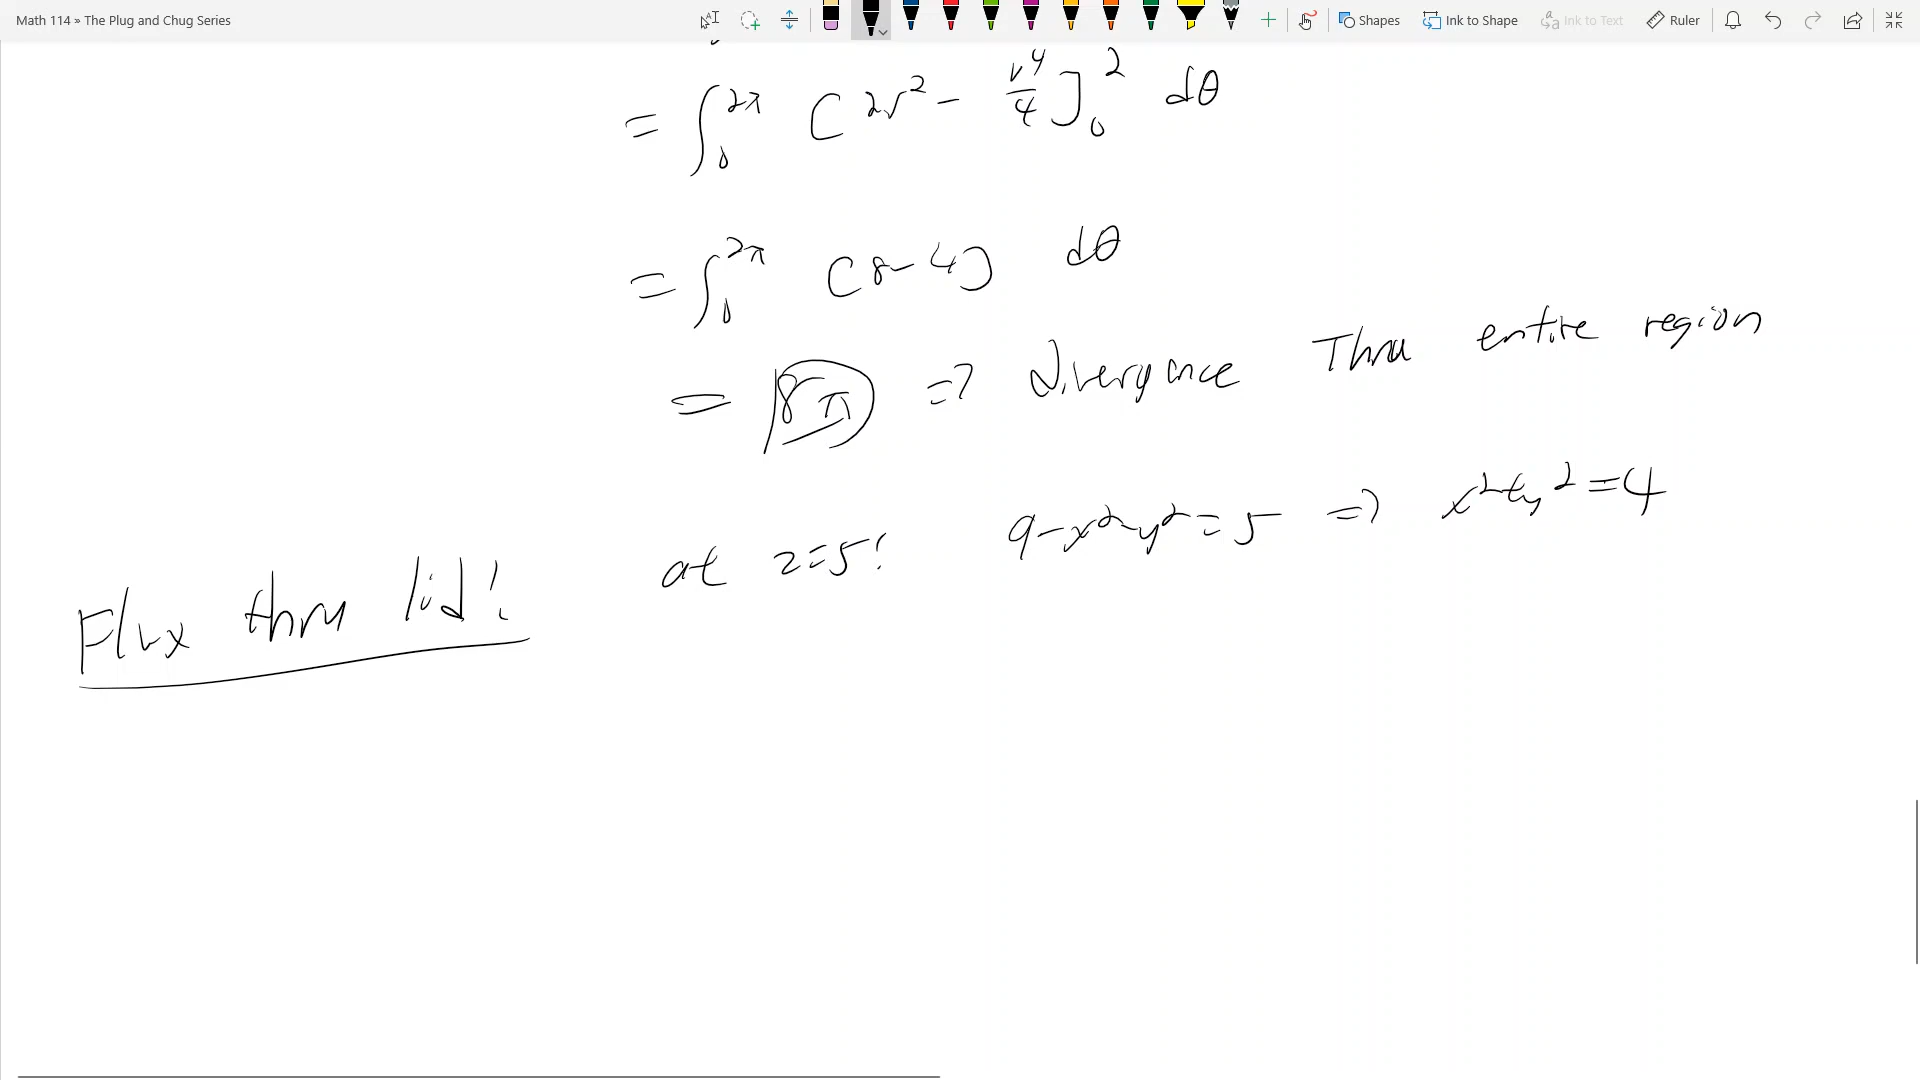 Math 114 » The Plug and Chug Series
Shapes
Ink to Shape
Ink to Text
Ruler
= ∫₀^2π [2r² - r⁴/4]₀² dθ
= ∫₀^2π [8-4] dθ
= 8π => Divergence Thru entire region
at z=5: 9-x²-y²=5 => x²+y²=4
Flux thru lid: